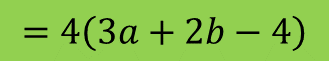 = 4(3a + 2b − 4)